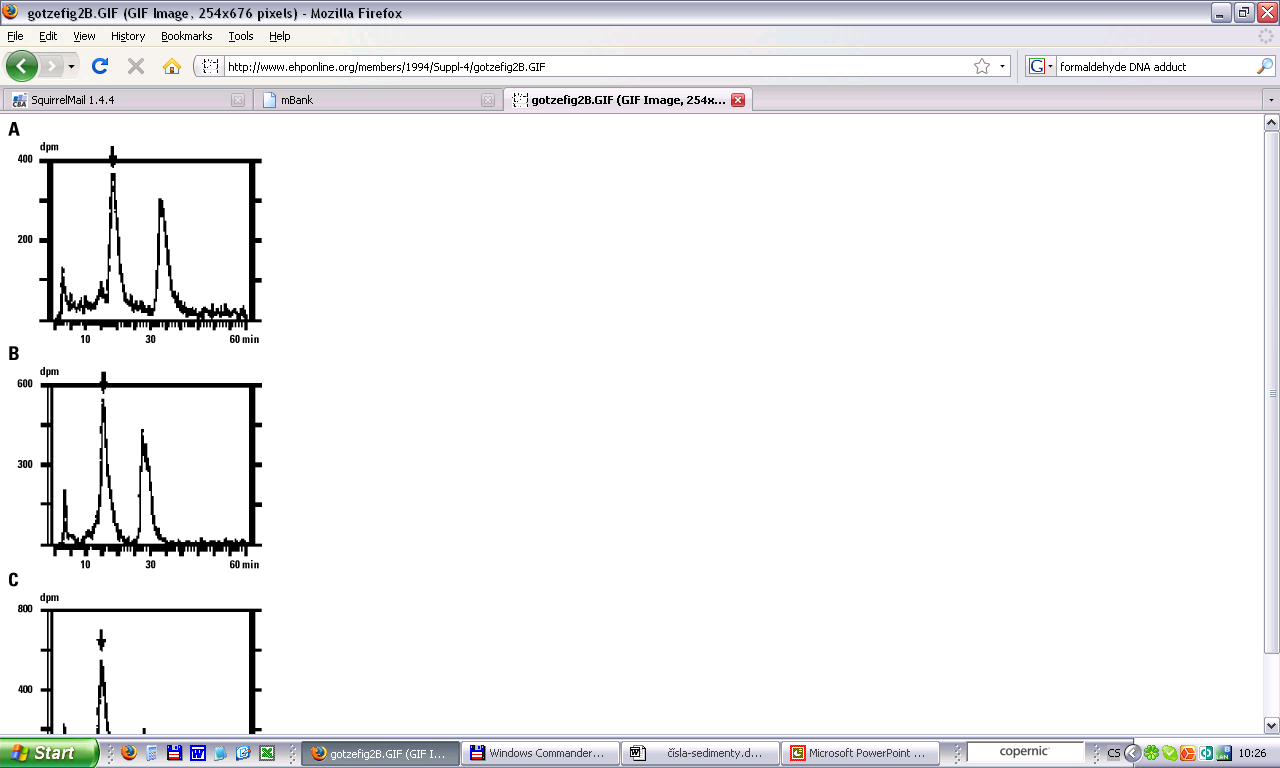 gotzefig2B.GIF (GIF Image, 254x676 pixels) - Mozilla Firefox
File Edit View History Bookmarks Tools Help
http://www.ehponline.org/members/1994/Suppl-4/gotzefig2B.GIF
G formaldehyde DNA adduct
CBA SquirrelMail 1.4.4
mBank
gotzefig2B.GIF (GIF Image, 254x...
A
dpm
400
200
10 30 60 min
B
dpm
600
300
10 30 60 min
C
dpm
800
400
Start
gotzefig2B.GIF (GIF I...
Windows Commander...
čísla-sekventy.d...
Microsoft PowerPoint ...
copernic
CS
10:26